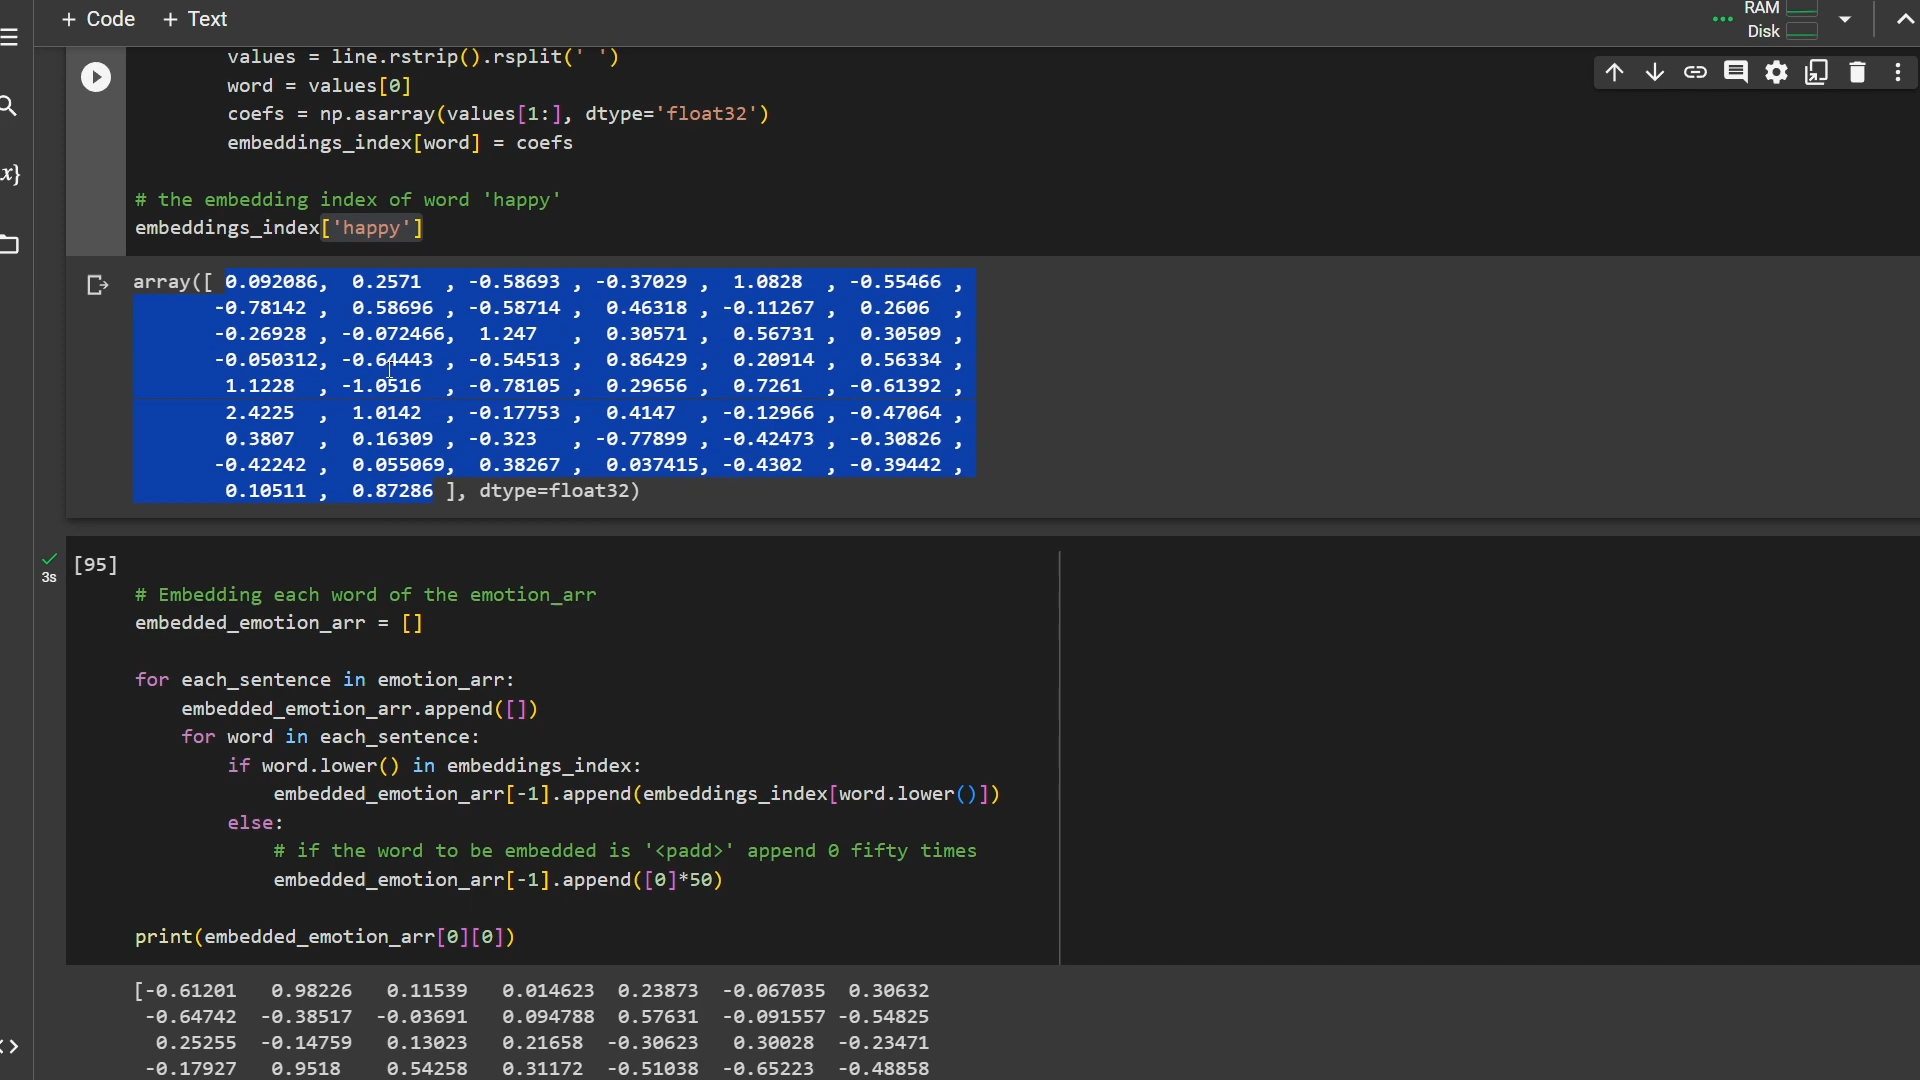 + Code + Text
RAM
Disk
values = line.rstrip().rsplit(' ')
word = values[0]
coefs = np.asarray(values[1:], dtype='float32')
embeddings_index[word] = coefs
# the embedding index of word 'happy'
embeddings_index['happy']
array([ 0.092086, 0.2571 , -0.58693 , -0.37029 , 1.0828 , -0.55466 ,
-0.78142 , 0.58696 , -0.58714 , 0.46318 , -0.11267 , 0.2606 ,
-0.26928 , -0.072466, 1.247 , 0.30571 , 0.56731 , 0.30509 ,
-0.050312, -0.64443 , -0.54513 , 0.86429 , 0.20914 , 0.56334 ,
1.1228 , -1.0516 , -0.78105 , 0.29656 , 0.7261 , -0.61392 ,
2.4225 , 1.0142 , -0.17753 , 0.4147 , -0.12966 , -0.47064 ,
0.3807 , 0.16309 , -0.323 , -0.77899 , -0.42473 , -0.30826 ,
-0.42242 , 0.055069, 0.38267 , 0.037415, -0.4302 , -0.39442 ,
0.10511 , 0.87286 ], dtype=float32)
[95]
3s
# Embedding each word of the emotion_arr
embedded_emotion_arr = []
for each_sentence in emotion_arr:
embedded_emotion_arr.append([])
for word in each_sentence:
if word.lower() in embeddings_index:
embedded_emotion_arr[-1].append(embeddings_index[word.lower()])
else:
# if the word to be embedded is '<padd>' append 0 fifty times
embedded_emotion_arr[-1].append([0]*50)
print(embedded_emotion_arr[0][0])
[-0.61201 0.98226 0.11539 0.014623 0.23873 -0.067035 0.30632
-0.64742 -0.38517 -0.03691 0.094788 0.57631 -0.091557 -0.54825
0.25255 -0.14759 0.13023 0.21658 -0.30623 0.30028 -0.23471
-0.17927 0.9518 0.54258 0.31172 -0.51038 -0.65223 -0.48858